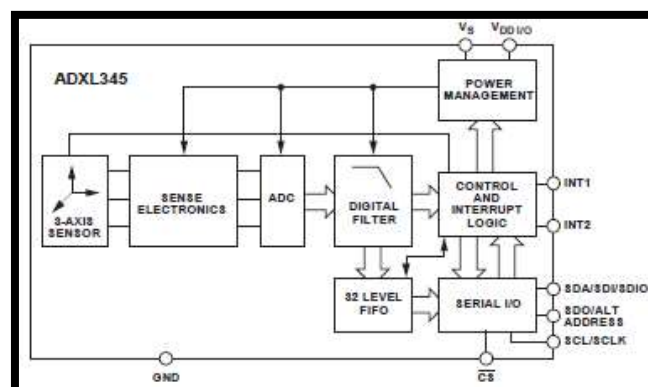 VS
VDD I/O
ADXL345
POWER
MANAGEMENT
3-AXIS
SENSOR
SENSE
ELECTRONICS
ADC
DIGITAL
FILTER
CONTROL
AND
INTERRUPT
LOGIC
INT1
INT2
32 LEVEL
FIFO
SERIAL I/O
SDA/SDI/SDIO
SDO/ALT
ADDRESS
SCL/SCLK
GND
CS